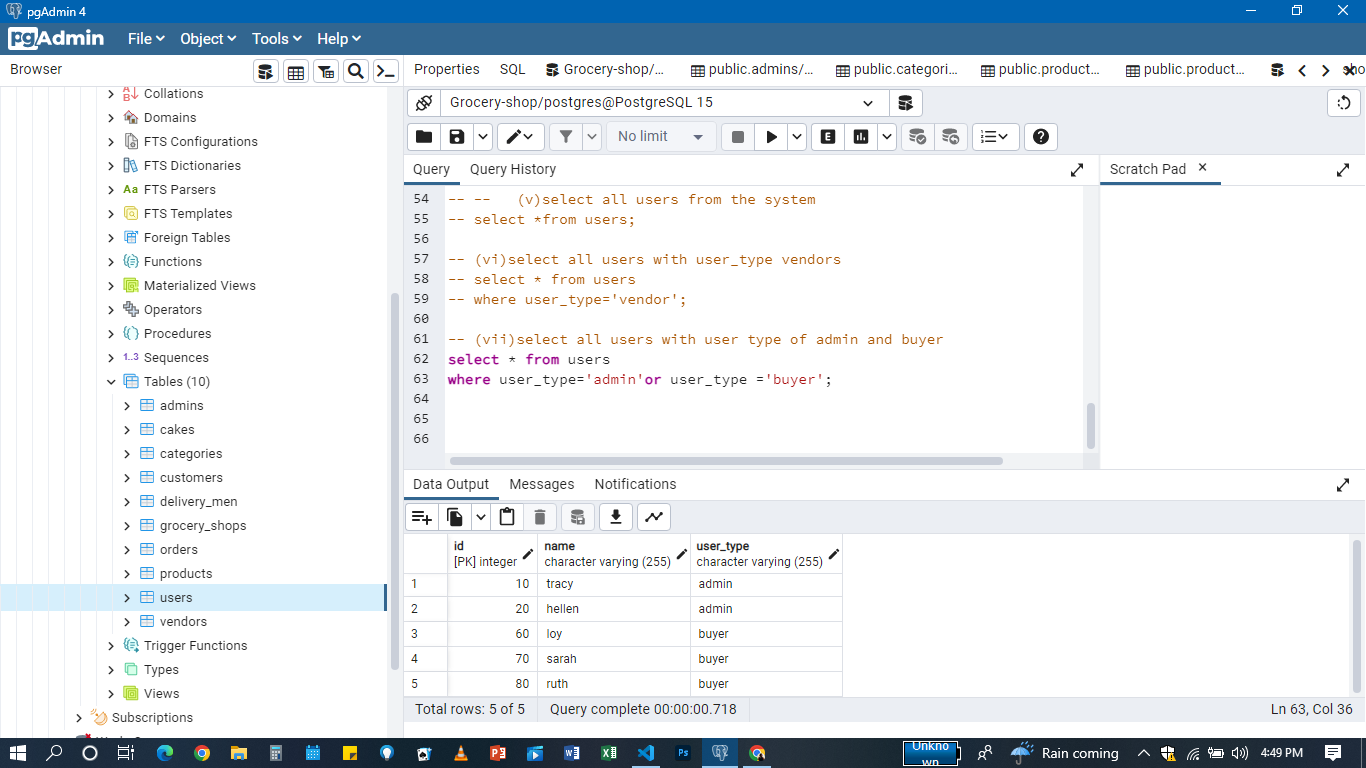 pgAdmin 4
pgAdmin File Object Tools Help
Browser
Properties SQL Grocery-shop/... public.admins/... public.categori... public.product... public.product...
Collations
Domains
FTS Configurations
FTS Dictionaries
Aa FTS Parsers
FTS Templates
Foreign Tables
Functions
Materialized Views
Operators
Procedures
1..3 Sequences
Tables (10)
admins
cakes
categories
customers
delivery_men
grocery_shops
orders
products
users
vendors
Trigger Functions
Types
Views
Subscriptions
Grocery-shop/postgres@PostgreSQL 15
No limit
E
Query Query History
Scratch Pad
54 -- -- (v)select all users from the system
55 -- select *from users;
56
57 -- (vi)select all users with user_type vendors
58 -- select * from users
59 -- where user_type='vendor';
60
61 -- (vii)select all users with user type of admin and buyer
62 select * from users
63 where user_type='admin'or user_type ='buyer';
64
65
66
Data Output Messages Notifications
id name user_type
[PK] integer character varying (255) character varying (255)
1 10 tracy admin
2 20 hellen admin
3 60 loy buyer
4 70 sarah buyer
5 80 ruth buyer
Total rows: 5 of 5 Query complete 00:00:00.718 Ln 63, Col 36
Unkno
wn
Rain coming 4:49 PM